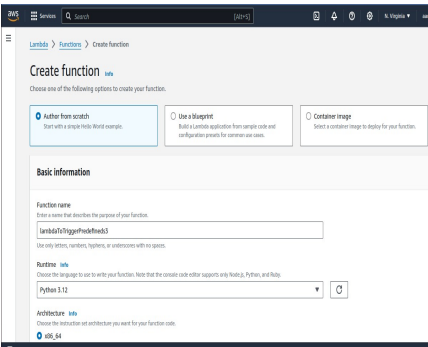 aws
Services
Search
[Alt+S]
N. Virginia
Lambda > Functions > Create function
Create function Info
Choose one of the following options to create your function.
Author from scratch
Start with a simple Hello World example.
Use a blueprint
Build a Lambda application from sample code and
configuration presets for common use cases.
Container image
Select a container image to deploy for your function.
Basic information
Function name
Enter a name that describes the purpose of your function.
lambdaToTriggerPredefineds3
Use only letters, numbers, hyphens, or underscores with no spaces.
Runtime Info
Choose the language to use to write your function. Note that the console code editor supports only Node.js, Python, and Ruby.
Python 3.12
Architecture Info
Choose the instruction set architecture you want for your function code.
x86_64